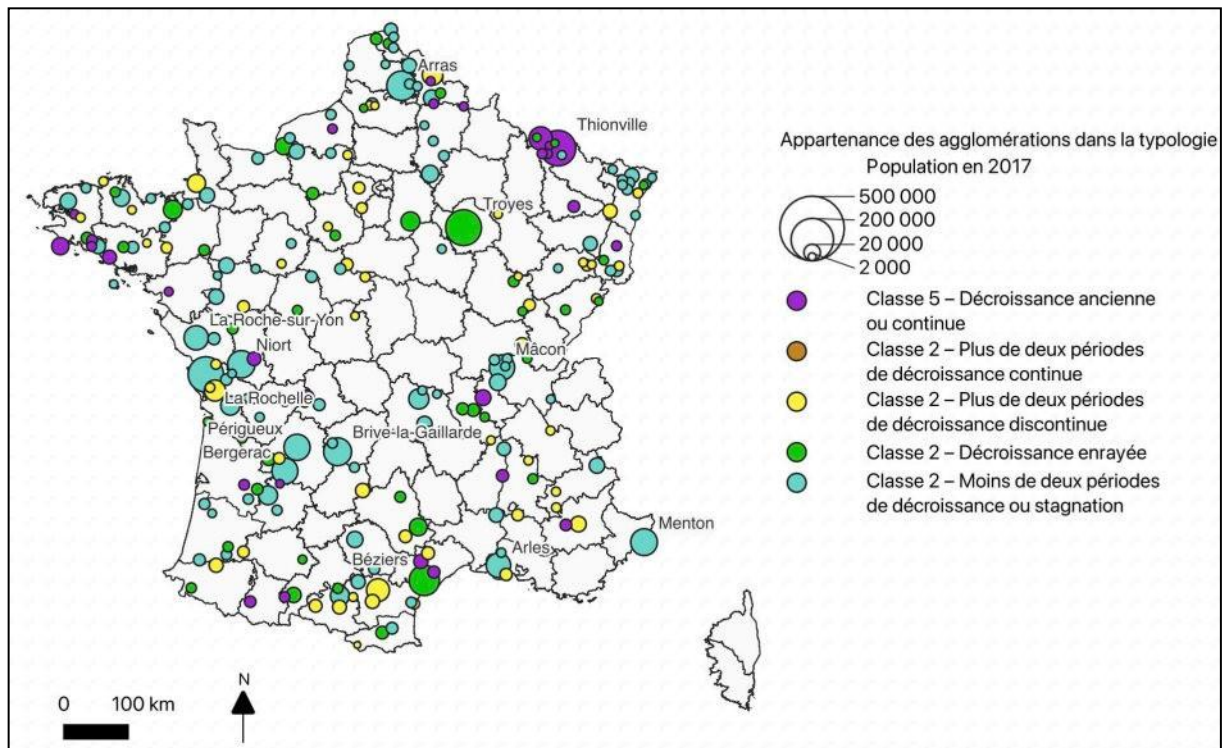 Arras
Thionville
Troyes
La Roche-sur-Yon
Niort
Mâcon
La Rochelle
Périgueux
Brive-la-Gaillarde
Bergerac
Menton
Arles
Béziers
Appartenance des agglomérations dans la typologie
Population en 2017
500 000
200 000
20 000
2 000
Classe 5 – Décroissance ancienne
ou continue
Classe 2 – Plus de deux périodes
de décroissance continue
Classe 2 – Plus de deux périodes
de décroissance discontinue
Classe 2 – Décroissance enrayée
Classe 2 – Moins de deux périodes
de décroissance ou stagnation
N
0 100 km